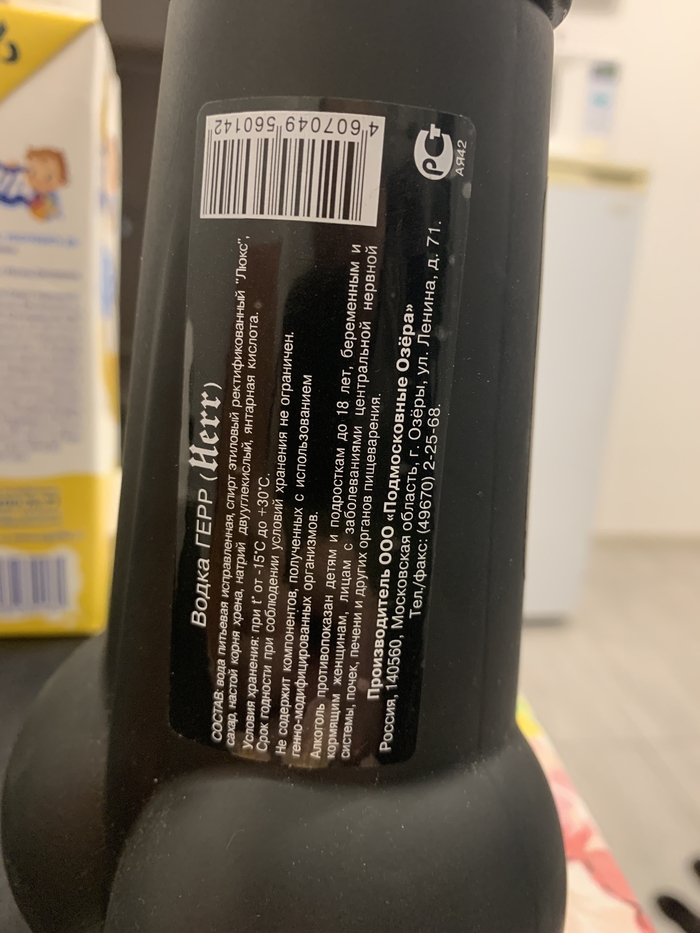 Водка ГЕРР (Herr)
СОСТАВ: вода питьевая исправленная, спирт этиловый ректификованный "Люкс",
сахар, настой корня хрена, натрий двууглекислый, янтарная кислота.
Условия хранения: при t° от -15°С до +30°С.
Срок годности при соблюдении условий хранения не ограничен.
Не содержит компонентов, полученных с использованием
генно-модифицированных организмов.
Алкоголь противопоказан детям и подросткам до 18 лет, беременным и
кормящим женщинам, лицам с заболеваниями центральной нервной
системы, почек, печени и других органов пищеварения.
Производитель ООО «Подмосковные Озёра»
Россия, 140560, Московская область, г. Озёры, ул. Ленина, д. 71.
Тел./факс: (49670) 2-25-68.
4 607049 560142
РСТ
АЯ42